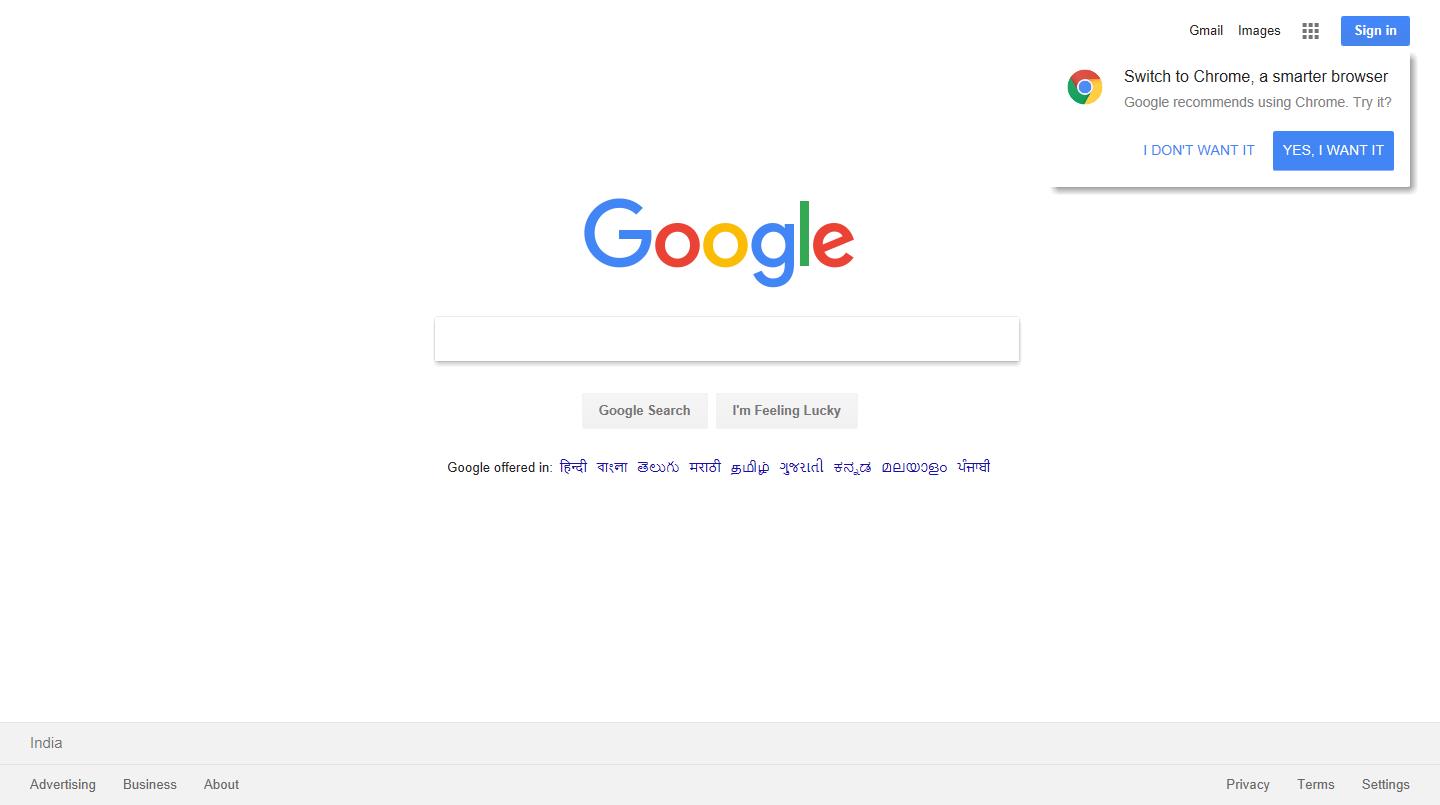 Gmail Images Sign in
Switch to Chrome, a smarter browser
Google recommends using Chrome. Try it?
I DON'T WANT IT YES, I WANT IT
Google
Google Search I'm Feeling Lucky
Google offered in: हिन्दी বাংলা తెలుగు मराठी தமிழ் ગુજરાતી ಕನ್ನಡ മലയാളം ਪੰਜਾਬੀ
India
Advertising Business About Privacy Terms Settings